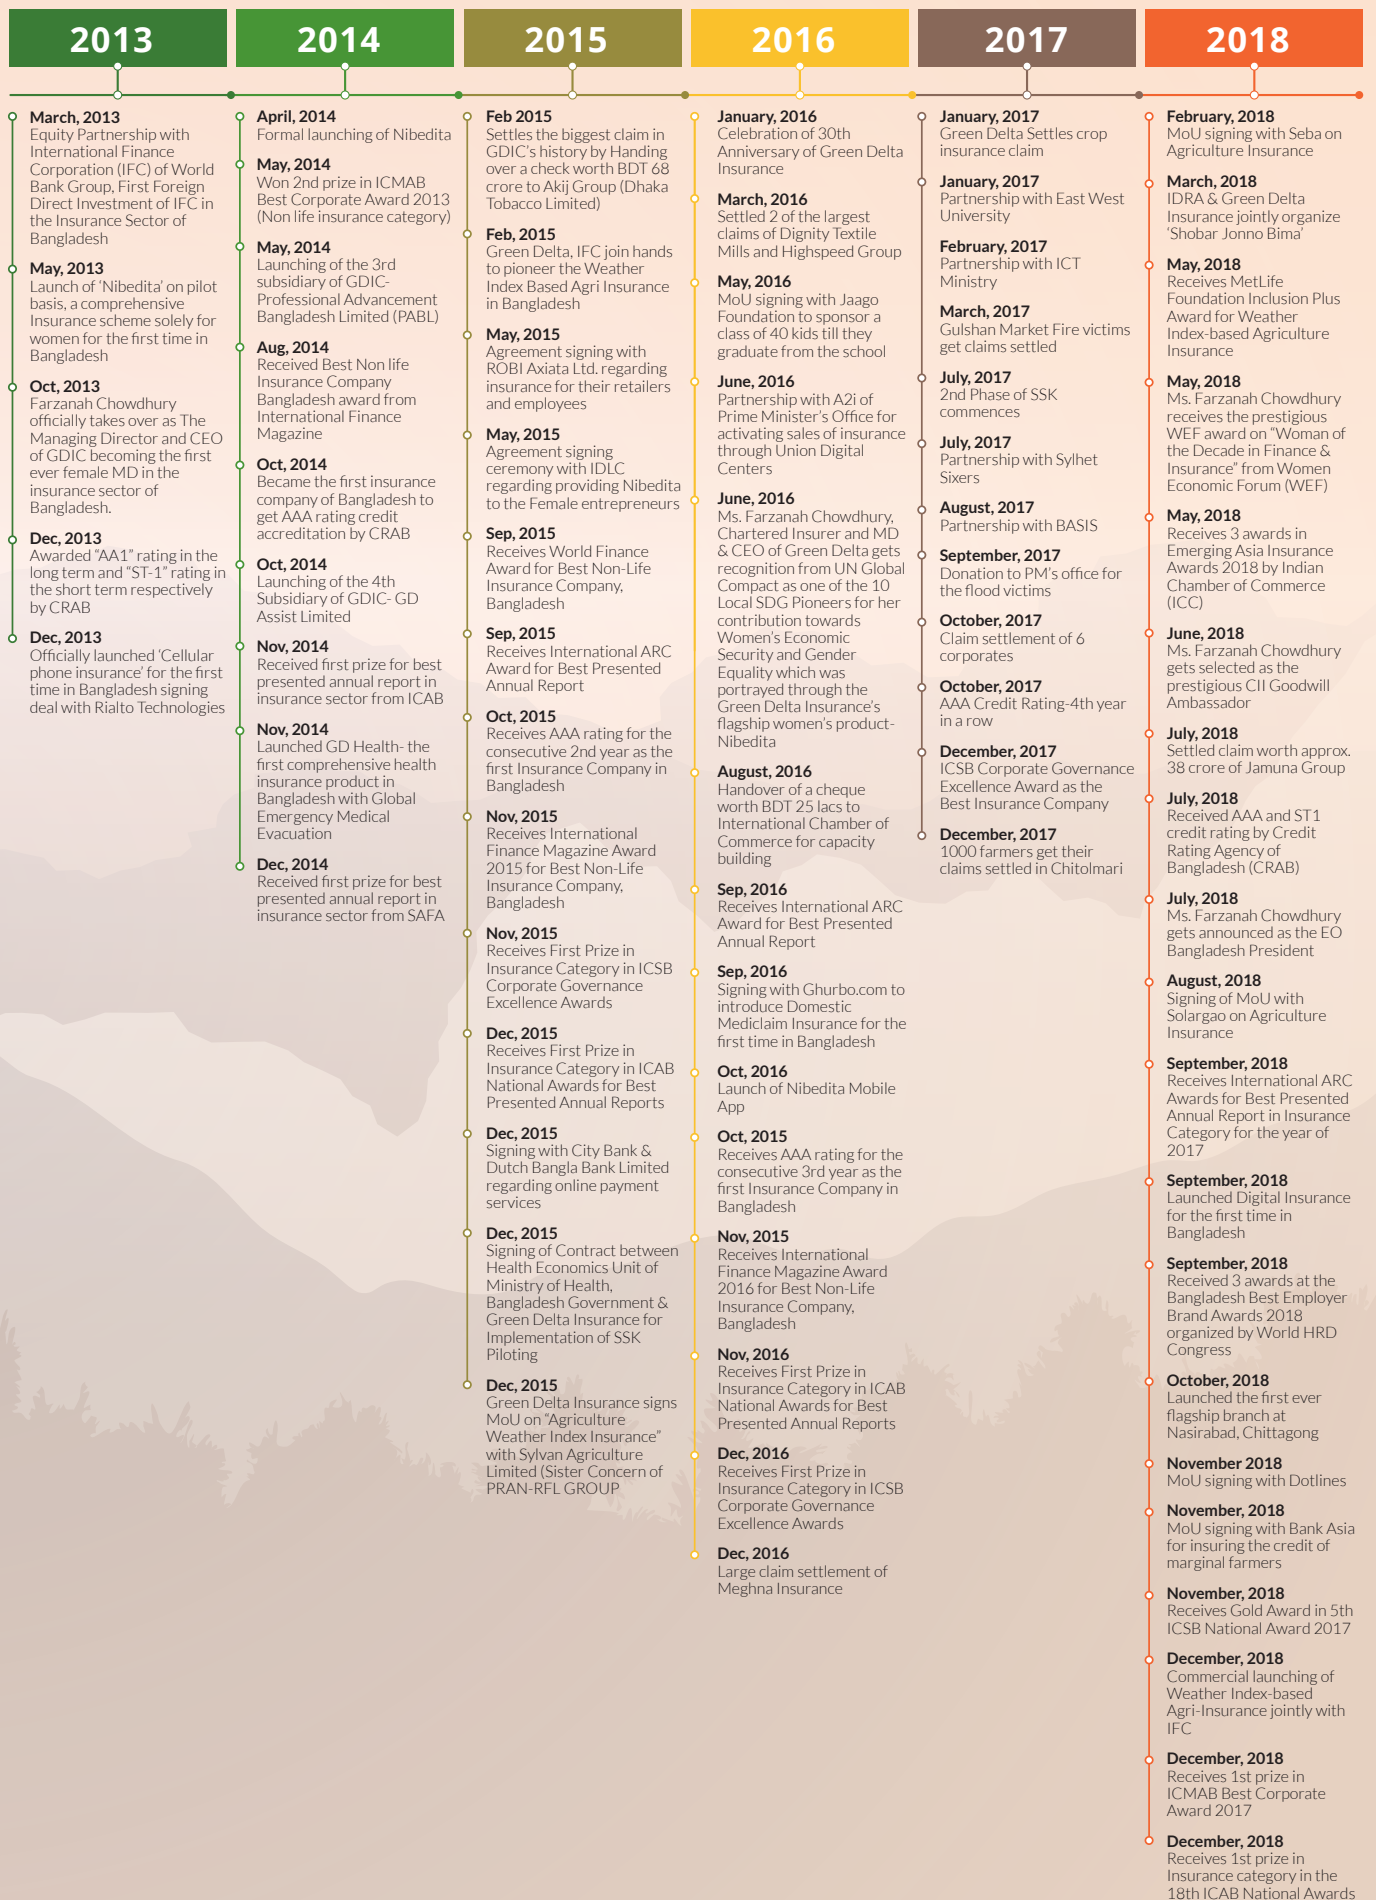 2013
March, 2013
Equity Partnership with
International Finance
Corporation (IFC) of World
Bank Group, First Foreign
Direct Investment of IFC in
the Insurance Sector of
Bangladesh
May, 2013
Launch of ‘Nibedita’ on pilot
basis, a comprehensive
Insurance scheme solely for
women for the first time in
Bangladesh
Oct, 2013
Farzanah Chowdhury
officially takes over as The
Managing Director and CEO
of GDIC becoming the first
ever female MD in the
insurance sector of
Bangladesh.
Dec, 2013
Awarded “AA1” rating in the
long term and “ST-1” rating in
the short term respectively
by CRAB
Dec, 2013
Officially launched ‘Cellular
phone insurance’ for the first
time in Bangladesh signing
deal with Rialto Technologies
2014
April, 2014
Formal launching of Nibedita
May, 2014
Won 2nd prize in ICMAB
Best Corporate Award 2013
(Non life insurance category)
May, 2014
Launching of the 3rd
subsidiary of GDIC-
Professional Advancement
Bangladesh Limited (PABL)
Aug, 2014
Received Best Non life
Insurance Company
Bangladesh award from
International Finance
Magazine
Oct, 2014
Became the first insurance
company of Bangladesh to
get AAA rating credit
accreditation by CRAB
Oct, 2014
Launching of the 4th
Subsidiary of GDIC- GD
Assist Limited
Nov, 2014
Received first prize for best
presented annual report in
insurance sector from ICAB
Nov, 2014
Launched GD Health- the
first comprehensive health
insurance product in
Bangladesh with Global
Emergency Medical
Evacuation
Dec, 2014
Received first prize for best
presented annual report in
insurance sector from SAFA
2015
Feb 2015
Settles the biggest claim in
GDIC’s history by Handing
over a check worth BDT 68
crore to Akij Group (Dhaka
Tobacco Limited)
Feb, 2015
Green Delta, IFC join hands
to pioneer the Weather
Index Based Agri Insurance
in Bangladesh
May, 2015
Agreement signing with
ROBI Axiata Ltd. regarding
insurance for their retailers
and employees
May, 2015
Agreement signing
ceremony with IDLC
regarding providing Nibedita
to the Female entrepreneurs
Sep, 2015
Receives World Finance
Award for Best Non-Life
Insurance Company,
Bangladesh
Sep, 2015
Receives International ARC
Award for Best Presented
Annual Report
Oct, 2015
Receives AAA rating for the
consecutive 2nd year as the
first Insurance Company in
Bangladesh
Nov, 2015
Receives International
Finance Magazine Award
2015 for Best Non-Life
Insurance Company,
Bangladesh
Nov, 2015
Receives First Prize in
Insurance Category in ICSB
Corporate Governance
Excellence Awards
Dec, 2015
Receives First Prize in
Insurance Category in ICAB
National Awards for Best
Presented Annual Reports
Dec, 2015
Signing with City Bank &
Dutch Bangla Bank Limited
regarding online payment
services
Dec, 2015
Signing of Contract between
Health Economics Unit of
Ministry of Health,
Bangladesh Government &
Green Delta Insurance for
Implementation of SSK
Piloting
Dec, 2015
Green Delta Insurance signs
MoU on “Agriculture
Weather Index Insurance”
with Sylvan Agriculture
Limited (Sister Concern of
PRAN-RFL GROUP
2016
January, 2016
Celebration of 30th
Anniversary of Green Delta
Insurance
March, 2016
Settled 2 of the largest
claims of Dignity Textile
Mills and Highspeed Group
May, 2016
MoU signing with Jaago
Foundation to sponsor a
class of 40 kids till they
graduate from the school
June, 2016
Partnership with A2i of
Prime Minister’s Office for
activating sales of insurance
through Union Digital
Centers
June, 2016
Ms. Farzanah Chowdhury,
Chartered Insurer and MD
& CEO of Green Delta gets
recognition from UN Global
Compact as one of the 10
Local SDG Pioneers for her
contribution towards
Women’s Economic
Security and Gender
Equality which was
portrayed through the
Green Delta Insurance’s
flagship women’s product-
Nibedita
August, 2016
Handover of a cheque
worth BDT 25 lacs to
International Chamber of
Commerce for capacity
building
Sep, 2016
Receives International ARC
Award for Best Presented
Annual Report
Sep, 2016
Signing with Ghurbo.com to
introduce Domestic
Mediclaim Insurance for the
first time in Bangladesh
Oct, 2016
Launch of Nibedita Mobile
App
Oct, 2015
Receives AAA rating for the
consecutive 3rd year as the
first Insurance Company in
Bangladesh
Nov, 2015
Receives International
Finance Magazine Award
2016 for Best Non-Life
Insurance Company,
Bangladesh
Nov, 2016
Receives First Prize in
Insurance Category in ICAB
National Awards for Best
Presented Annual Reports
Dec, 2016
Receives First Prize in
Insurance Category in ICSB
Corporate Governance
Excellence Awards
Dec, 2016
Large claim settlement of
Meghna Insurance
2017
January, 2017
Green Delta Settles crop
insurance claim
January, 2017
Partnership with East West
University
February, 2017
Partnership with ICT
Ministry
March, 2017
Gulshan Market Fire victims
get claims settled
July, 2017
2nd Phase of SSK
commences
July, 2017
Partnership with Sylhet
Sixers
August, 2017
Partnership with BASIS
September, 2017
Donation to PM’s office for
the flood victims
October, 2017
Claim settlement of 6
corporates
October, 2017
AAA Credit Rating-4th year
in a row
December, 2017
ICSB Corporate Governance
Excellence Award as the
Best Insurance Company
December, 2017
1000 farmers get their
claims settled in Chitolmari
2018
February, 2018
MoU signing with Seba on
Agriculture Insurance
March, 2018
IDRA & Green Delta
Insurance jointly organize
‘Shobar Jonno Bima’
May, 2018
Receives MetLife
Foundation Inclusion Plus
Award for Weather
Index-based Agriculture
Insurance
May, 2018
Ms. Farzanah Chowdhury
receives the prestigious
WEF award on “Woman of
the Decade in Finance &
Insurance” from Women
Economic Forum (WEF)
May, 2018
Receives 3 awards in
Emerging Asia Insurance
Awards 2018 by Indian
Chamber of Commerce
(ICC)
June, 2018
Ms. Farzanah Chowdhury
gets selected as the
prestigious CII Goodwill
Ambassador
July, 2018
Settled claim worth approx.
38 crore of Jamuna Group
July, 2018
Received AAA and ST1
credit rating by Credit
Rating Agency of
Bangladesh (CRAB)
July, 2018
Ms. Farzanah Chowdhury
gets announced as the EO
Bangladesh President
August, 2018
Signing of MoU with
Solargao on Agriculture
Insurance
September, 2018
Receives International ARC
Awards for Best Presented
Annual Report in Insurance
Category for the year of
2017
September, 2018
Launched Digital Insurance
for the first time in
Bangladesh
September, 2018
Received 3 awards at the
Bangladesh Best Employer
Brand Awards 2018
organized by World HRD
Congress
October, 2018
Launched the first ever
flagship branch at
Nasirabad, Chittagong
November 2018
MoU signing with Dotlines
November, 2018
MoU signing with Bank Asia
for insuring the credit of
marginal farmers
November, 2018
Receives Gold Award in 5th
ICSB National Award 2017
December, 2018
Commercial launching of
Weather Index-based
Agri-Insurance jointly with
IFC
December, 2018
Receives 1st prize in
ICMAB Best Corporate
Award 2017
December, 2018
Receives 1st prize in
Insurance category in the
18th ICAB National Awards